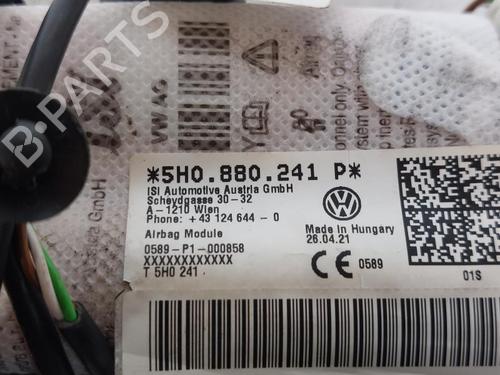 VW AG
*5H0.880.241 P*
ISI Automotive Austria GmbH
Scheydgasse 30-32
A-1210 Wien
Phone: +43 124 644-0
Airbag Module
0589-P1-000858
XXXXXXXXXXXX
T 5H0 241
Made in Hungary
26.04.21
CE 0589
01S
B-PARTS